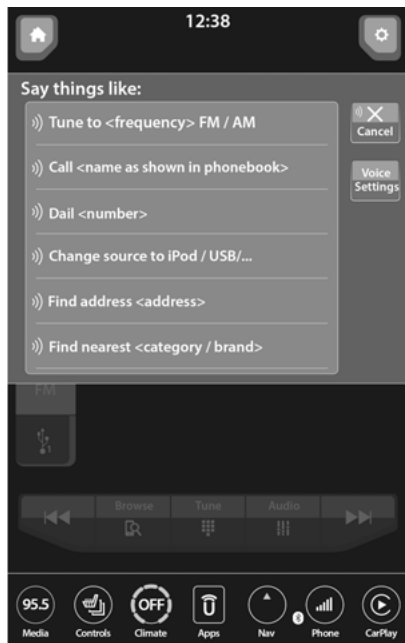 12:38
Say things like:
Tune to <frequency> FM / AM
Cancel
Call <name as shown in phonebook>
Voice
Settings
Dail <number>
Change source to iPod / USB/...
Find address <address>
Find nearest <category / brand>
FM
1
Browse Tune Audio
95.5 OFF
Media Controls Climate Apps Nav Phone CarPlay